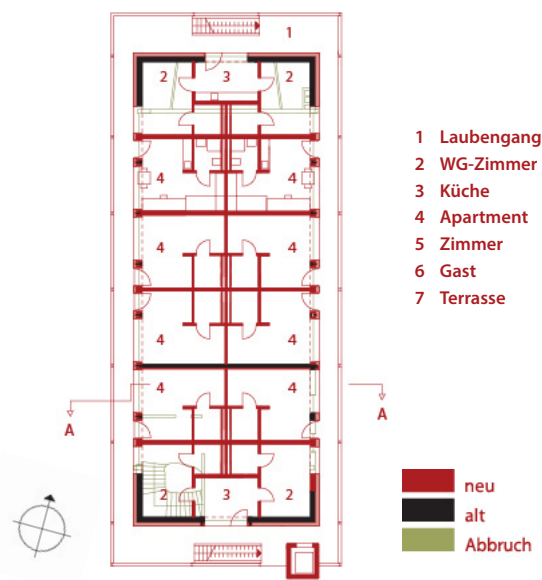 1
2 3 2
4 4
4 4
4 4
4 4
A A
2 3 2
1 Laubengang
2 WG-Zimmer
3 Küche
4 Apartment
5 Zimmer
6 Gast
7 Terrasse
neu
alt
Abbruch